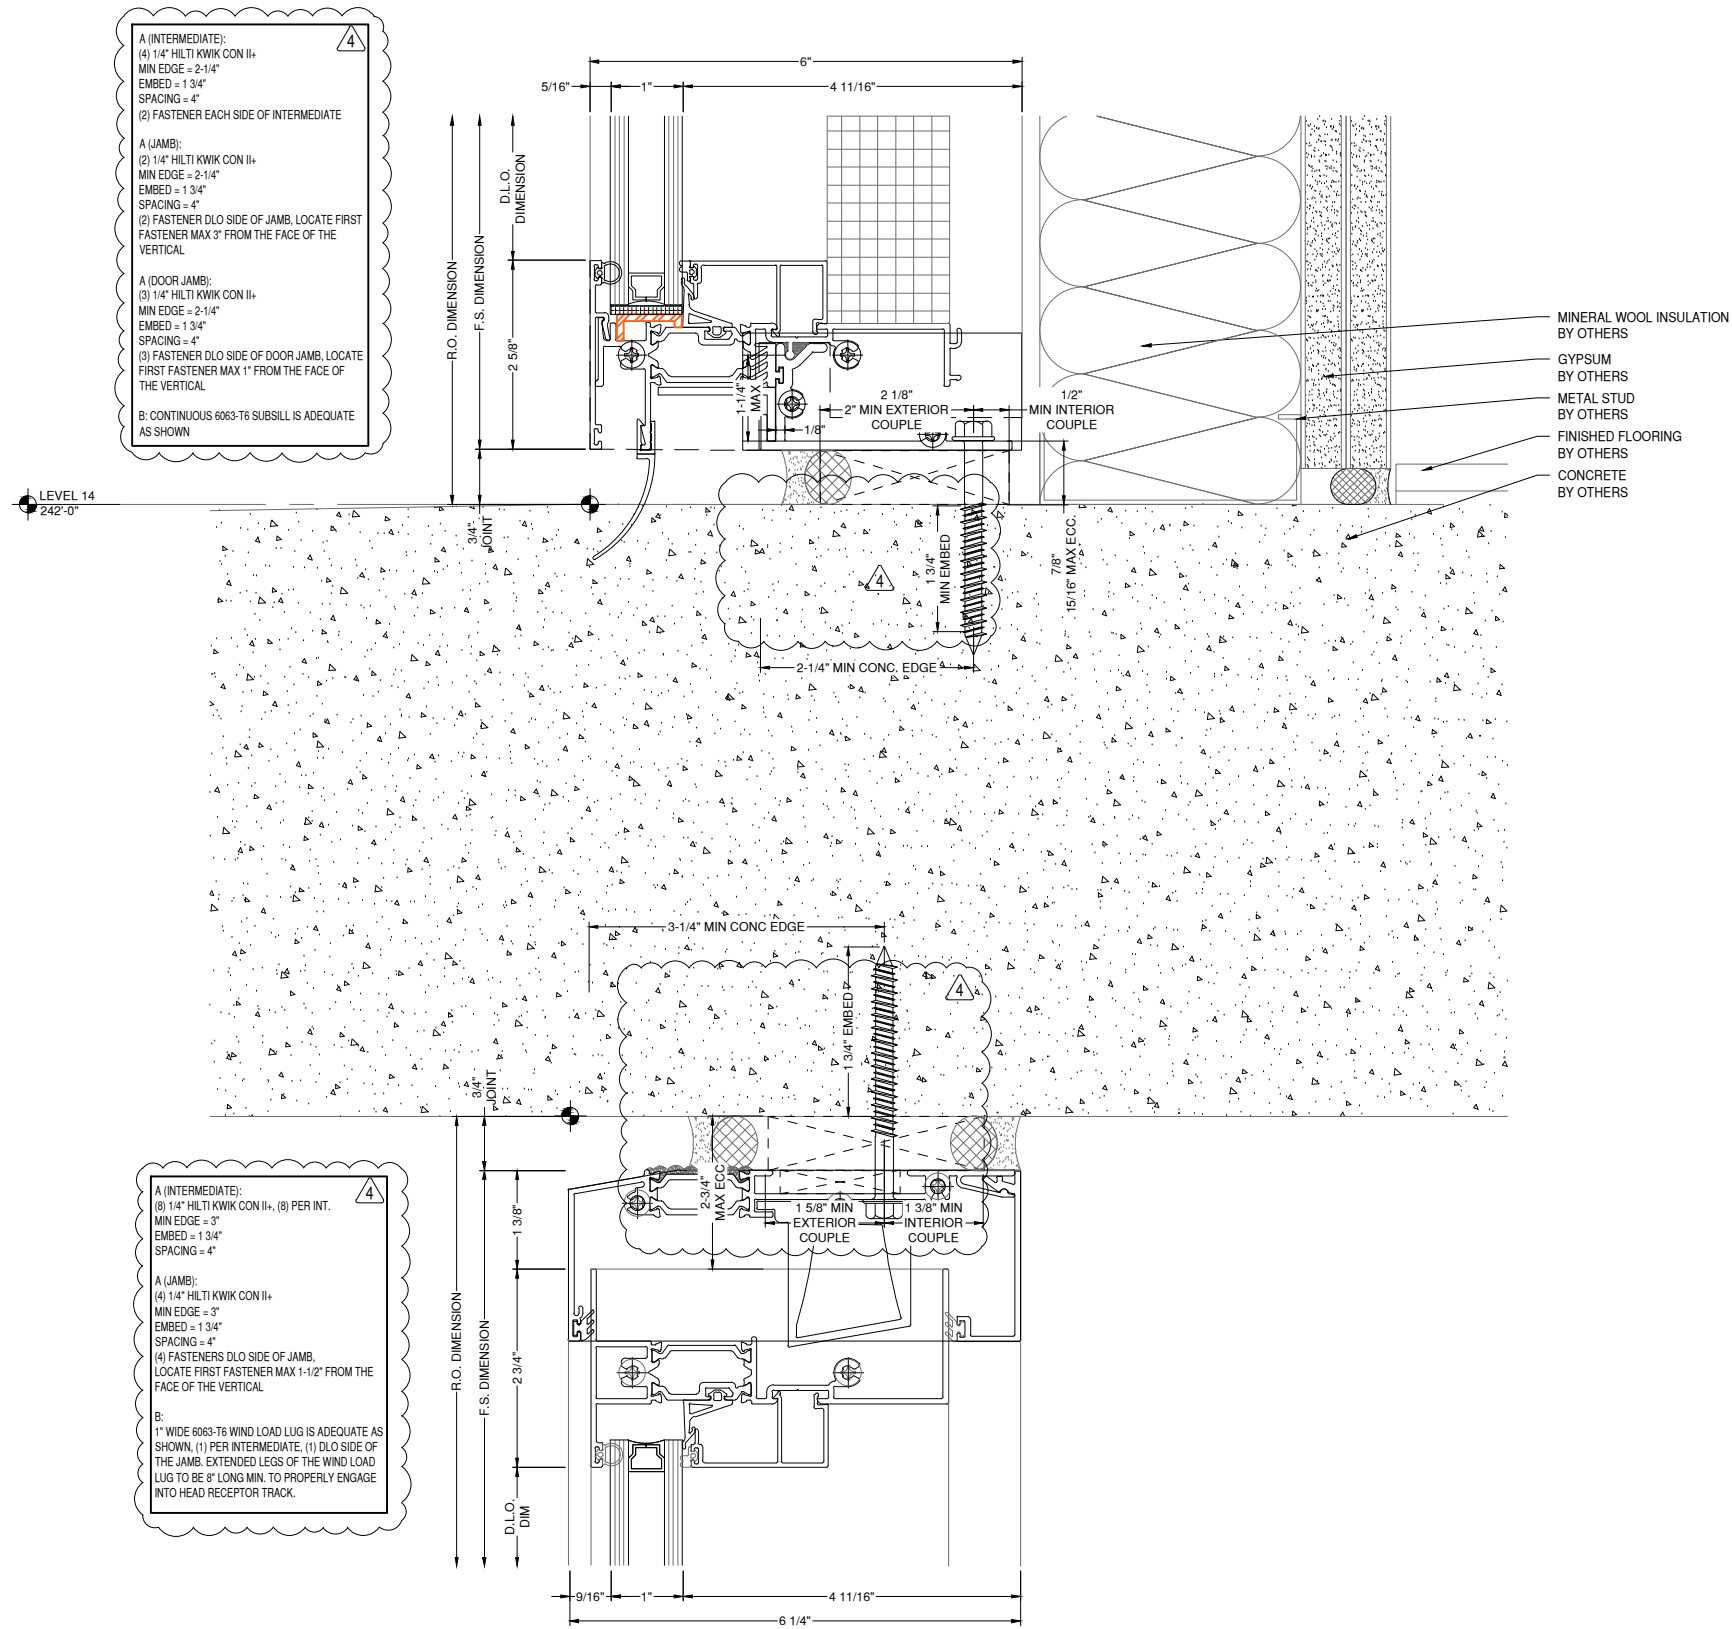 A (INTERMEDIATE):
(4) 1/4" HILTI KWIK CON II+
MIN EDGE = 2-1/4"
EMBED = 1 3/4"
SPACING = 4"
(2) FASTENER EACH SIDE OF INTERMEDIATE
A (JAMB):
(2) 1/4" HILTI KWIK CON II+
MIN EDGE = 2-1/4"
EMBED = 1 3/4"
SPACING = 4"
(2) FASTENER DLO SIDE OF JAMB, LOCATE FIRST
FASTENER MAX 3" FROM THE FACE OF THE
VERTICAL
A (DOOR JAMB):
(3) 1/4" HILTI KWIK CON II+
MIN EDGE = 2-1/4"
EMBED = 1 3/4"
SPACING = 4"
(3) FASTENER DLO SIDE OF DOOR JAMB, LOCATE
FIRST FASTENER MAX 1" FROM THE FACE OF
THE VERTICAL
B: CONTINUOUS 6063-T6 SUBSILL IS ADEQUATE
AS SHOWN
4
6"
5/16"
1"
4 11/16"
R.O. DIMENSION
F.S. DIMENSION
D.L.O.
DIMENSION
2 5/8"
1-1/4"
MAX
1/8"
2 1/8"
2" MIN EXTERIOR
COUPLE
1/2"
MIN INTERIOR
COUPLE
MINERAL WOOL INSULATION
BY OTHERS
GYPSUM
BY OTHERS
METAL STUD
BY OTHERS
FINISHED FLOORING
BY OTHERS
CONCRETE
BY OTHERS
LEVEL 14
242'-0"
3/4"
JOINT
4
1 3/4"
MIN EMBED
7/8"
15/16" MAX ECC.
2-1/4" MIN CONC. EDGE
3-1/4" MIN CONC EDGE
1 3/4" EMBED
4
3/4"
JOINT
2-3/4"
MAX ECC
1 5/8" MIN
EXTERIOR
COUPLE
1 3/8" MIN
INTERIOR
COUPLE
1 3/8"
2 3/4"
R.O. DIMENSION
F.S. DIMENSION
D.L.O.
DIM
A (INTERMEDIATE):
(8) 1/4" HILTI KWIK CON II+, (8) PER INT.
MIN EDGE = 3"
EMBED = 1 3/4"
SPACING = 4"
A (JAMB):
(4) 1/4" HILTI KWIK CON II+
MIN EDGE = 3"
EMBED = 1 3/4"
SPACING = 4"
(4) FASTENERS DLO SIDE OF JAMB,
LOCATE FIRST FASTENER MAX 1-1/2" FROM THE
FACE OF THE VERTICAL
B:
1" WIDE 6063-T6 WIND LOAD LUG IS ADEQUATE AS
SHOWN, (1) PER INTERMEDIATE, (1) DLO SIDE OF
THE JAMB. EXTENDED LEGS OF THE WIND LOAD
LUG TO BE 8" LONG MIN. TO PROPERLY ENGAGE
INTO HEAD RECEPTOR TRACK.
4
9/16"
1"
4 11/16"
6 1/4"